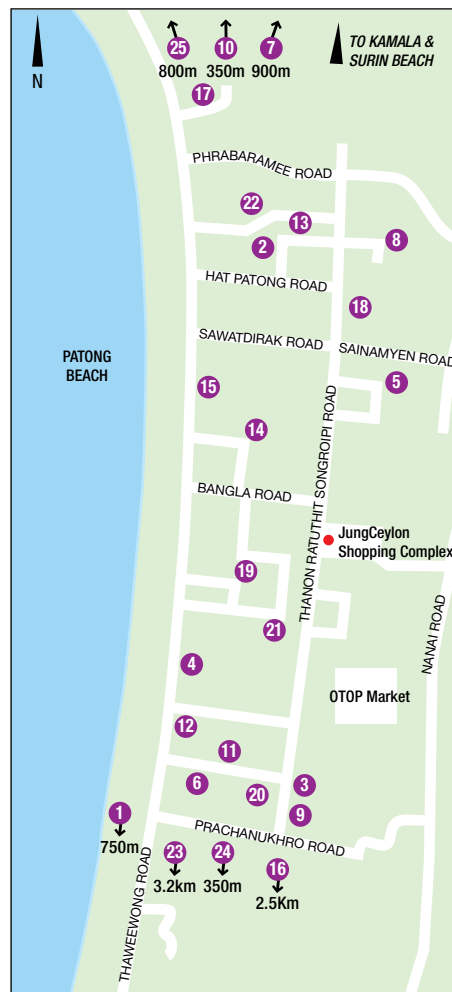 25
10
7
TO KAMALA &
SURIN BEACH
N
800m
350m
900m
17
PHRABARAMEE ROAD
22
13
2
8
HAT PATONG ROAD
18
SAWATDIRAK ROAD
SAINAMYEN ROAD
PATONG
BEACH
15
5
14
THANON RATUTHIT SONGROIPI ROAD
BANGLA ROAD
JungCeylon
Shopping Complex
19
21
NANAI ROAD
4
OTOP Market
12
11
6
20
3
1
9
750m
PRACHANUKHRO ROAD
23
24
16
3.2km
350m
2.5Km
THAWEEWONG ROAD